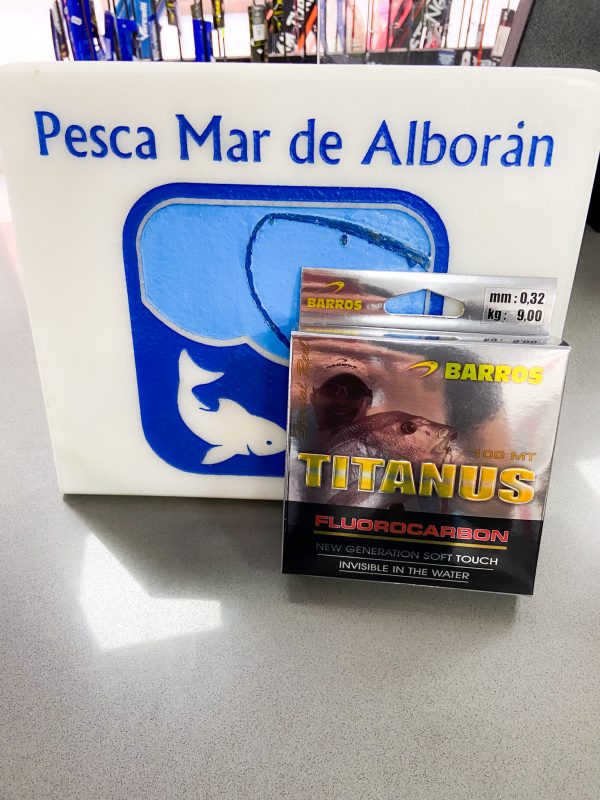 Pesca Mar de Alborán
BARROS
mm : 0,32
kg : 9,00
BARROS
100 MT
TITANUS
FLUOROCARBON
NEW GENERATION SOFT TOUCH
INVISIBLE IN THE WATER